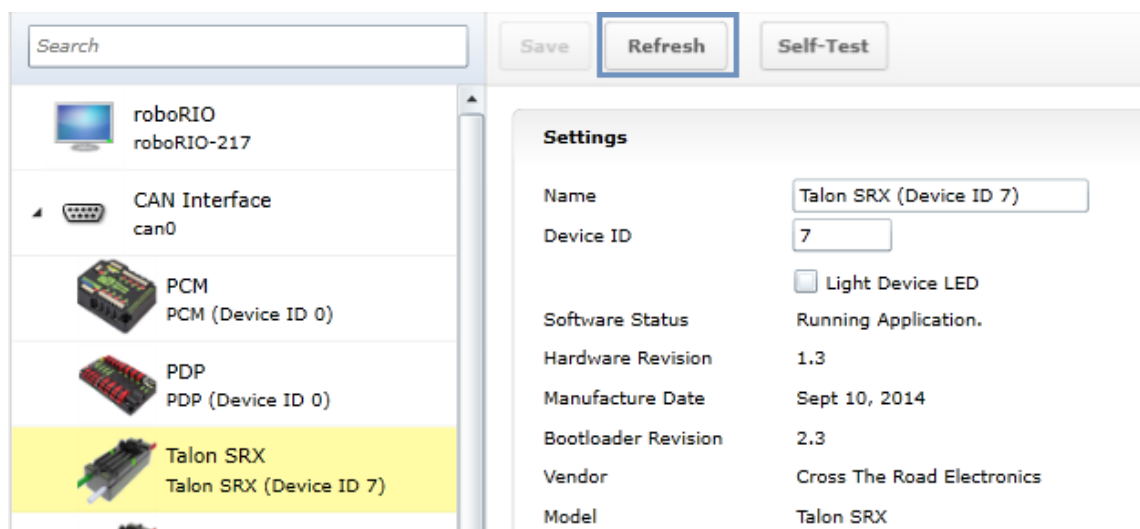 Search
Save
Refresh
Self-Test
roboRIO
roboRIO-217
CAN Interface
can0
PCM
PCM (Device ID 0)
PDP
PDP (Device ID 0)
Talon SRX
Talon SRX (Device ID 7)
Settings
Name Talon SRX (Device ID 7)
Device ID 7
Light Device LED
Software Status Running Application.
Hardware Revision 1.3
Manufacture Date Sept 10, 2014
Bootloader Revision 2.3
Vendor Cross The Road Electronics
Model Talon SRX